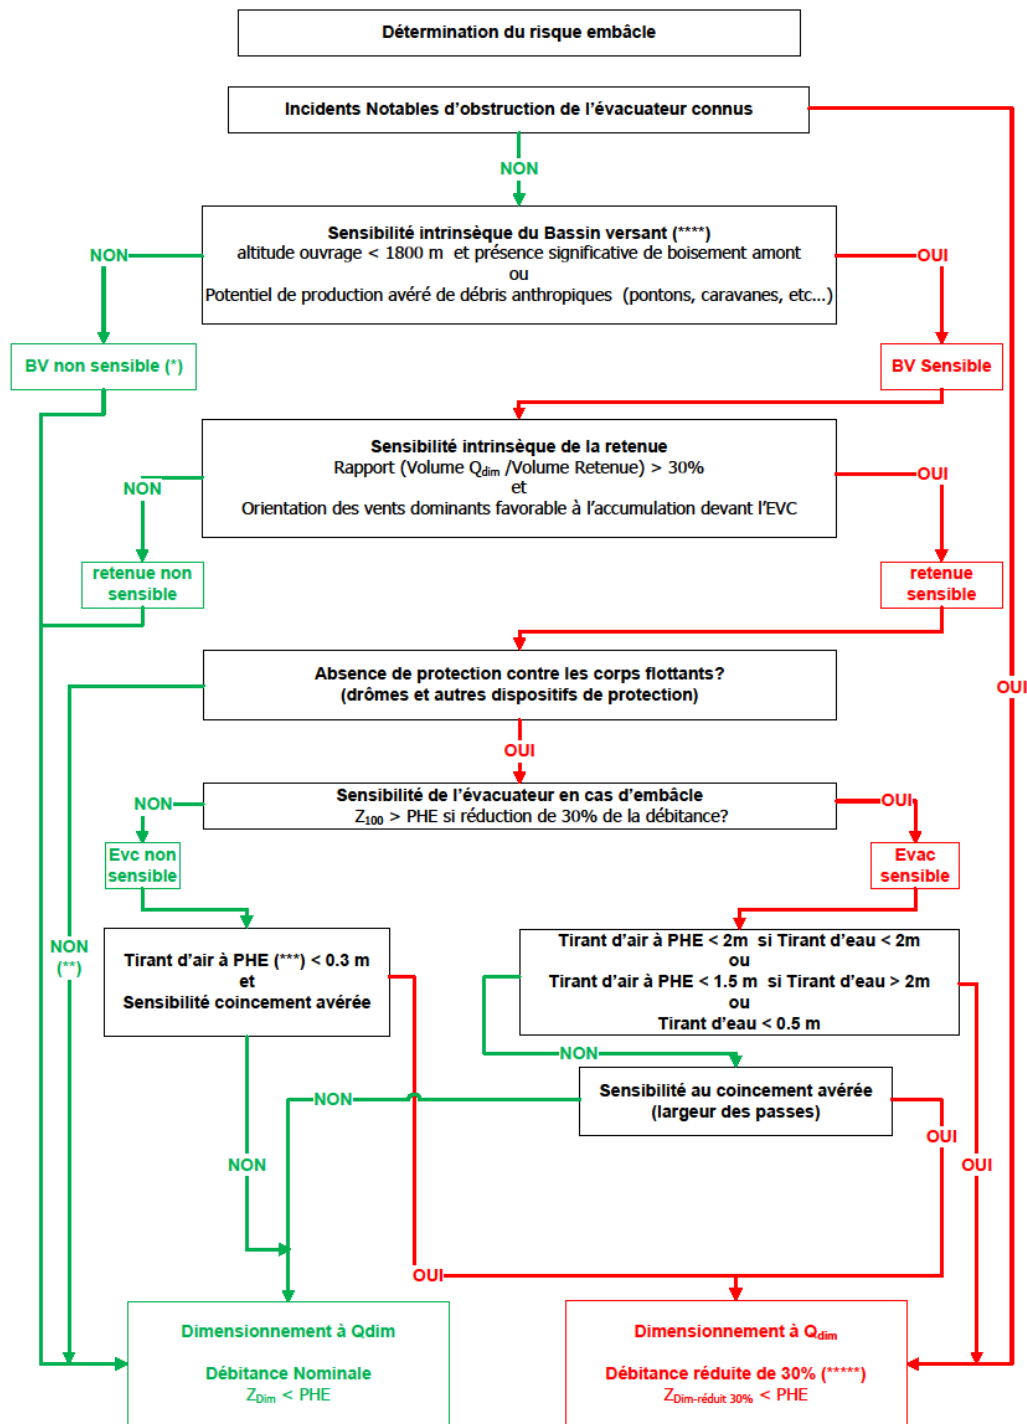 Détermination du risque embâcle
Incidents Notables d'obstruction de l'évacuateur connus
NON
Sensibilité intrinsèque du Bassin versant (****)
altitude ouvrage < 1800 m et présence significative de boisement amont
ou
Potentiel de production avéré de débris anthropiques (pontons, caravanes, etc...)
NON
OUI
BV non sensible (*)
BV Sensible
Sensibilité intrinsèque de la retenue
Rapport (Volume Qdim /Volume Retenue) > 30%
et
Orientation des vents dominants favorable à l'accumulation devant l'EVC
NON
OUI
retenue non
sensible
retenue
sensible
Absence de protection contre les corps flottants?
(drômes et autres dispositifs de protection)
OUI
OUI
Sensibilité de l'évacuateur en cas d'embâcle
Z100 > PHE si réduction de 30% de la débitance?
NON
OUI
Evc non
sensible
Evac
sensible
NON
(**)
Tirant d'air à PHE (***) < 0.3 m
et
Sensibilité coincement avérée
Tirant d'air à PHE < 2m si Tirant d'eau < 2m
ou
Tirant d'air à PHE < 1.5 m si Tirant d'eau > 2m
ou
Tirant d'eau < 0.5 m
NON
Sensibilité au coincement avérée
(largeur des passes)
NON
OUI
NON
OUI
OUI
Dimensionnement à Qdim
Débitance Nominale
ZDim < PHE
Dimensionnement à Qdim
Débitance réduite de 30% (*****)
ZDim-réduit 30% < PHE